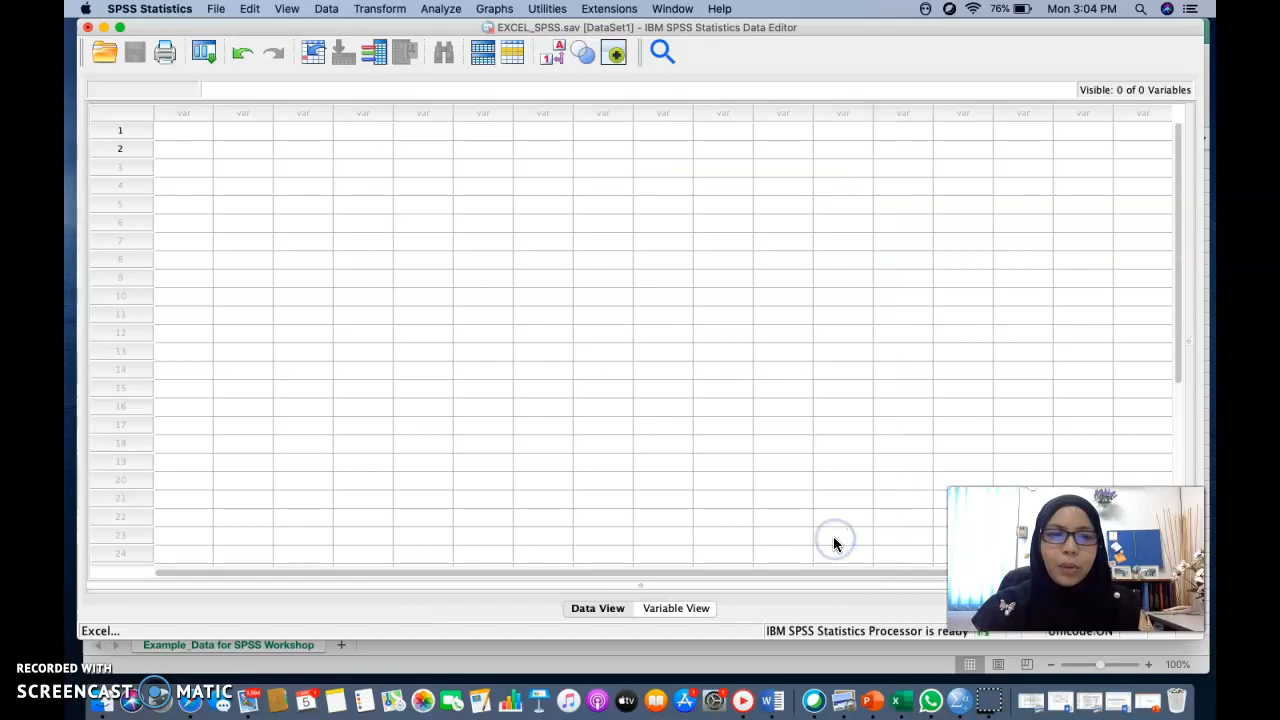 SPSS Statistics File Edit View Data Transform Analyze Graphs Utilities Extensions Window Help 76% Mon 3:04 PM
EXCEL_SPSS.sav [DataSet1] - IBM SPSS Statistics Data Editor
Visible: 0 of 0 Variables
var var var var var var var var var var var var var var var var var
1
2
3
4
5
6
7
8
9
10
11
12
13
14
15
16
17
18
19
20
21
22
23
24
Data View Variable View
Excel... IBM SPSS Statistics Processor is ready Unicode:ON
Example_Data for SPSS Workshop + 100%
RECORDED WITH
SCREENCAST MATIC